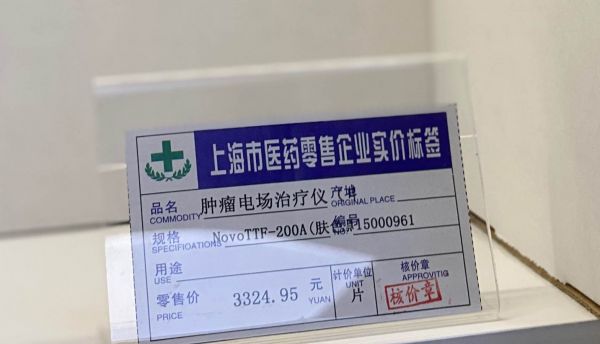 上海市医药零售企业实价标签
品名 肿瘤电场治疗仪 产地
COMMODITY ORIGINAL PLACE
规格 NovoTTF-200A(肤 编号 15000961
SPECIFIOATIONS NO.
用途
USE
零售价 3324.95 元
PRICE YUAN
计价单位
UNIT
片
核价章
APPROVITIG
核价章